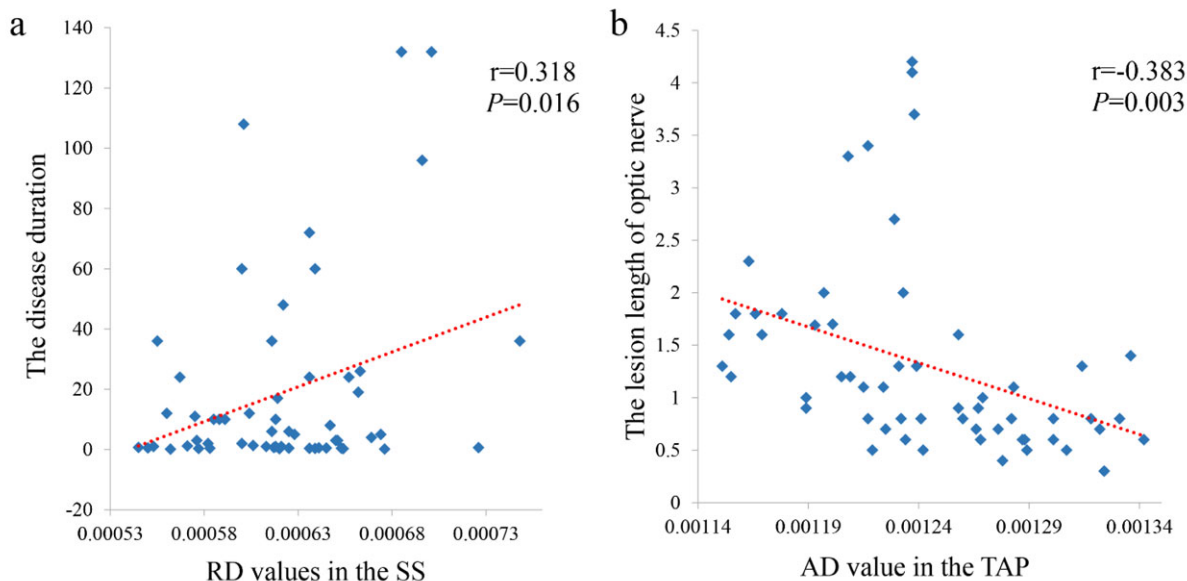 a
r=0.318
P=0.016
The disease duration
140
120
100
80
60
40
20
0
-20
0.00053 0.00058 0.00063 0.00068 0.00073
RD values in the SS
b
r=-0.383
P=0.003
The lesion length of optic nerve
4.5
4
3.5
3
2.5
2
1.5
1
0.5
0
0.00114 0.00119 0.00124 0.00129 0.00134
AD value in the TAP